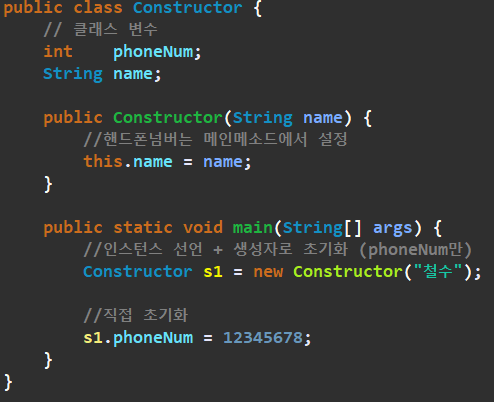 public class Constructor {
// 클래스 변수
int phoneNum;
String name;
public Constructor(String name) {
//핸드폰넘버는 메인메소드에서 설정
this.name = name;
}
public static void main(String[] args) {
//인스턴스 선언 + 생성자로 초기화 (phoneNum만)
Constructor s1 = new Constructor("철수");
//직접 초기화
s1.phoneNum = 12345678;
}
}